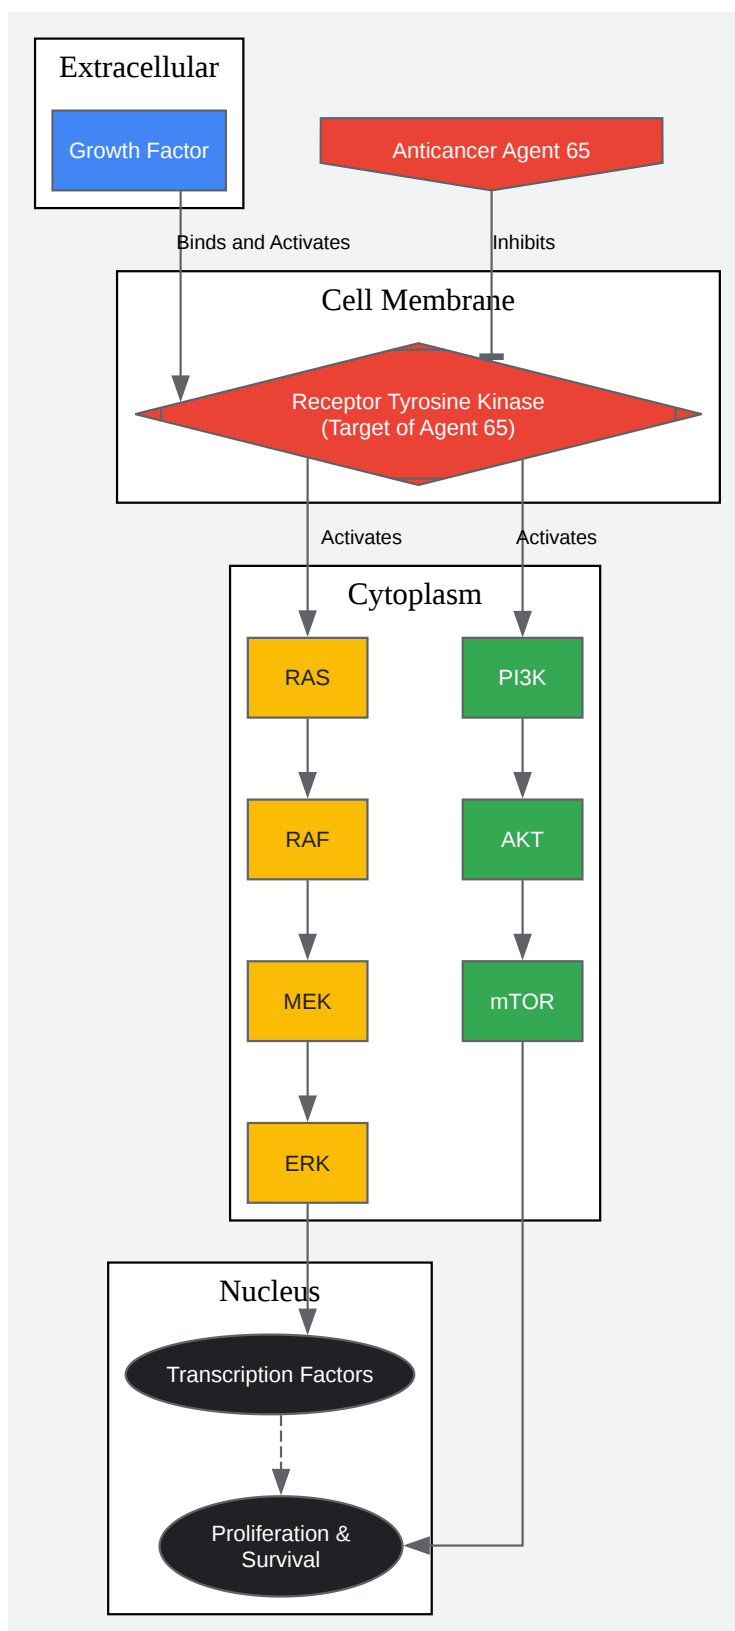 Extracellular
Growth Factor
Anticancer Agent 65
Binds and Activates
Inhibits
Cell Membrane
Receptor Tyrosine Kinase
(Target of Agent 65)
Activates
Activates
Cytoplasm
RAS
PI3K
RAF
AKT
MEK
mTOR
ERK
Nucleus
Transcription Factors
Proliferation &
Survival